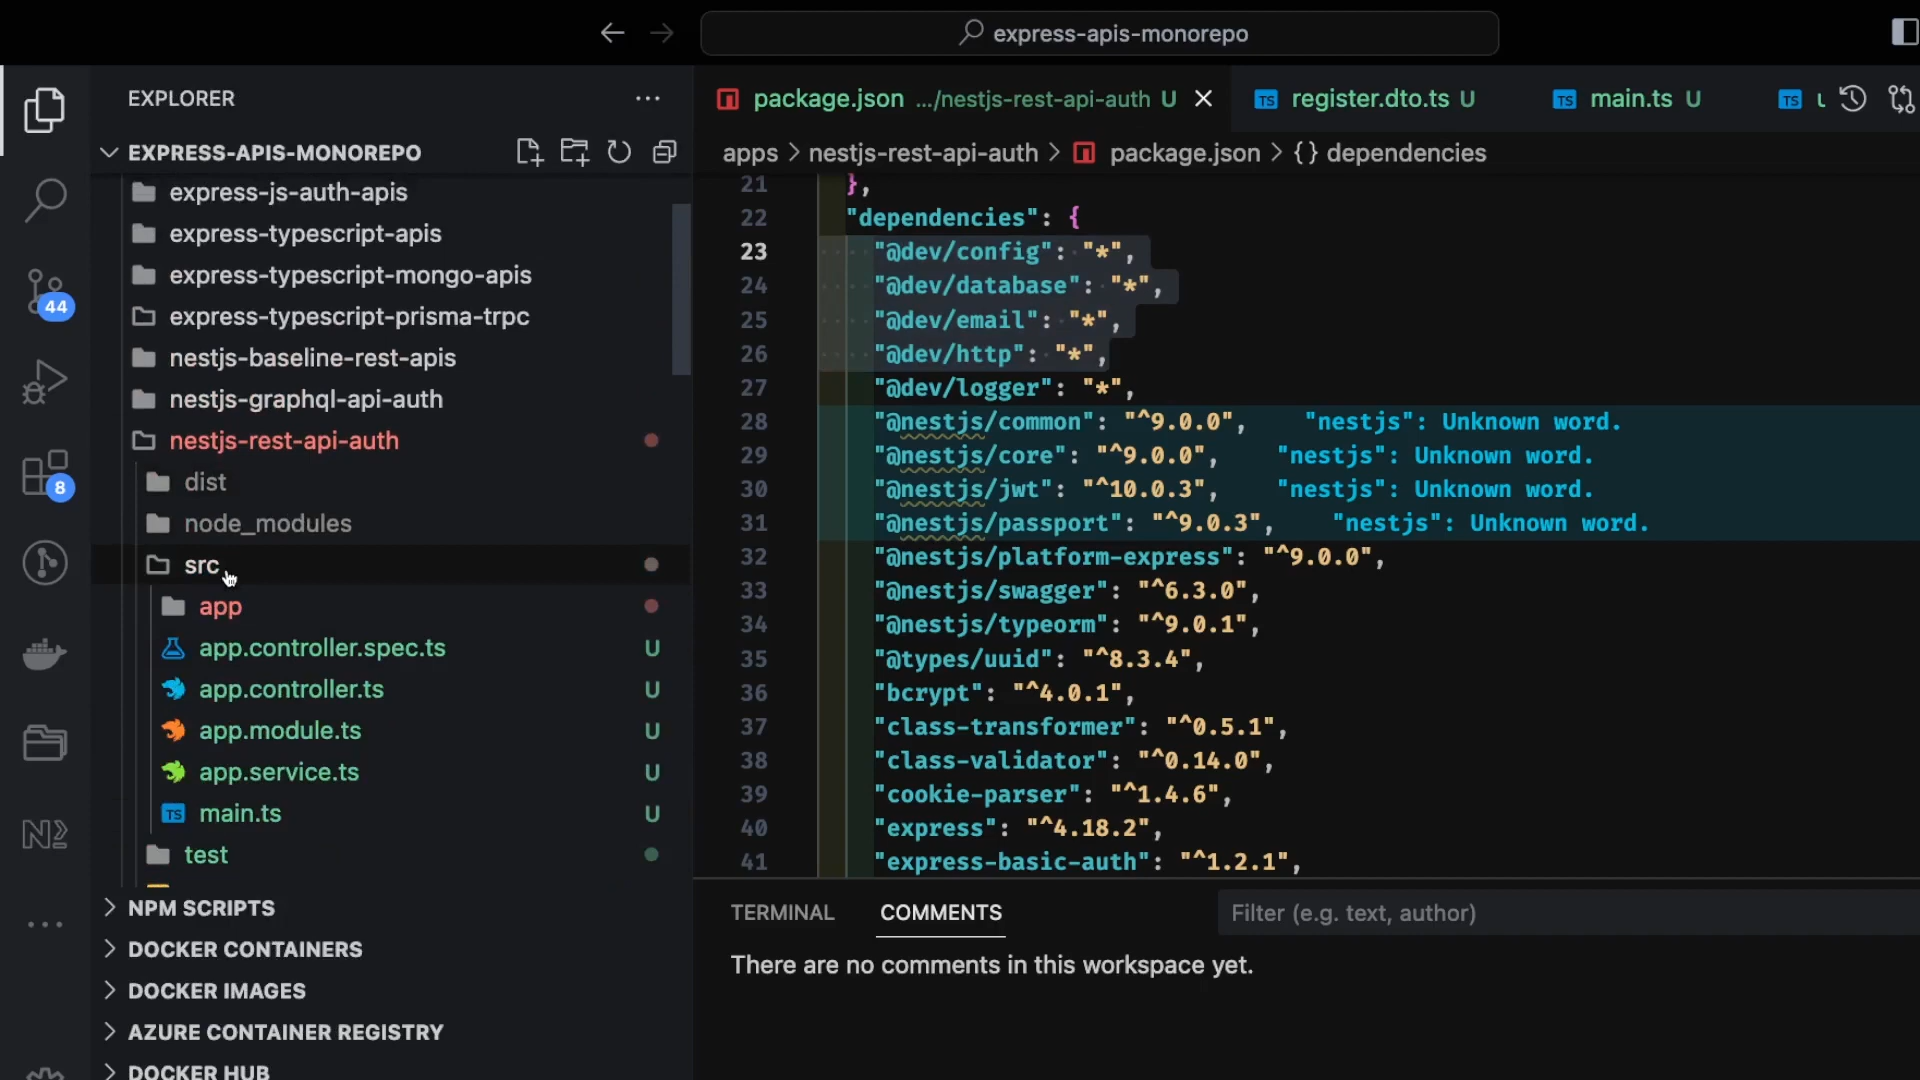 express-apis-monorepo
EXPLORER
EXPRESS-APIS-MONOREPO
express-js-auth-apis
express-typescript-apis
express-typescript-mongo-apis
express-typescript-prisma-trpc
nestjs-baseline-rest-apis
nestjs-graphql-api-auth
nestjs-rest-api-auth
dist
node_modules
src
app
app.controller.spec.ts U
app.controller.ts U
app.module.ts U
app.service.ts U
TS main.ts U
test
NPM SCRIPTS
DOCKER CONTAINERS
DOCKER IMAGES
AZURE CONTAINER REGISTRY
DOCKER HUB
44
8
package.json .../nestjs-rest-api-auth U
TS register.dto.ts U
TS main.ts U
TS
apps > nestjs-rest-api-auth > package.json > {} dependencies
21 },
22 "dependencies": {
23 "@dev/config": "*",
24 "@dev/database": "*",
25 "@dev/email": "*",
26 "@dev/http": "*",
27 "@dev/logger": "*",
28 "@nestjs/common": "^9.0.0", "nestjs": Unknown word.
29 "@nestjs/core": "^9.0.0", "nestjs": Unknown word.
30 "@nestjs/jwt": "^10.0.3", "nestjs": Unknown word.
31 "@nestjs/passport": "^9.0.3", "nestjs": Unknown word.
32 "@nestjs/platform-express": "^9.0.0",
33 "@nestjs/swagger": "^6.3.0",
34 "@nestjs/typeorm": "^9.0.1",
35 "@types/uuid": "^8.3.4",
36 "bcrypt": "^4.0.1",
37 "class-transformer": "^0.5.1",
38 "class-validator": "^0.14.0",
39 "cookie-parser": "^1.4.6",
40 "express": "^4.18.2",
41 "express-basic-auth": "^1.2.1",
TERMINAL COMMENTS Filter (e.g. text, author)
There are no comments in this workspace yet.